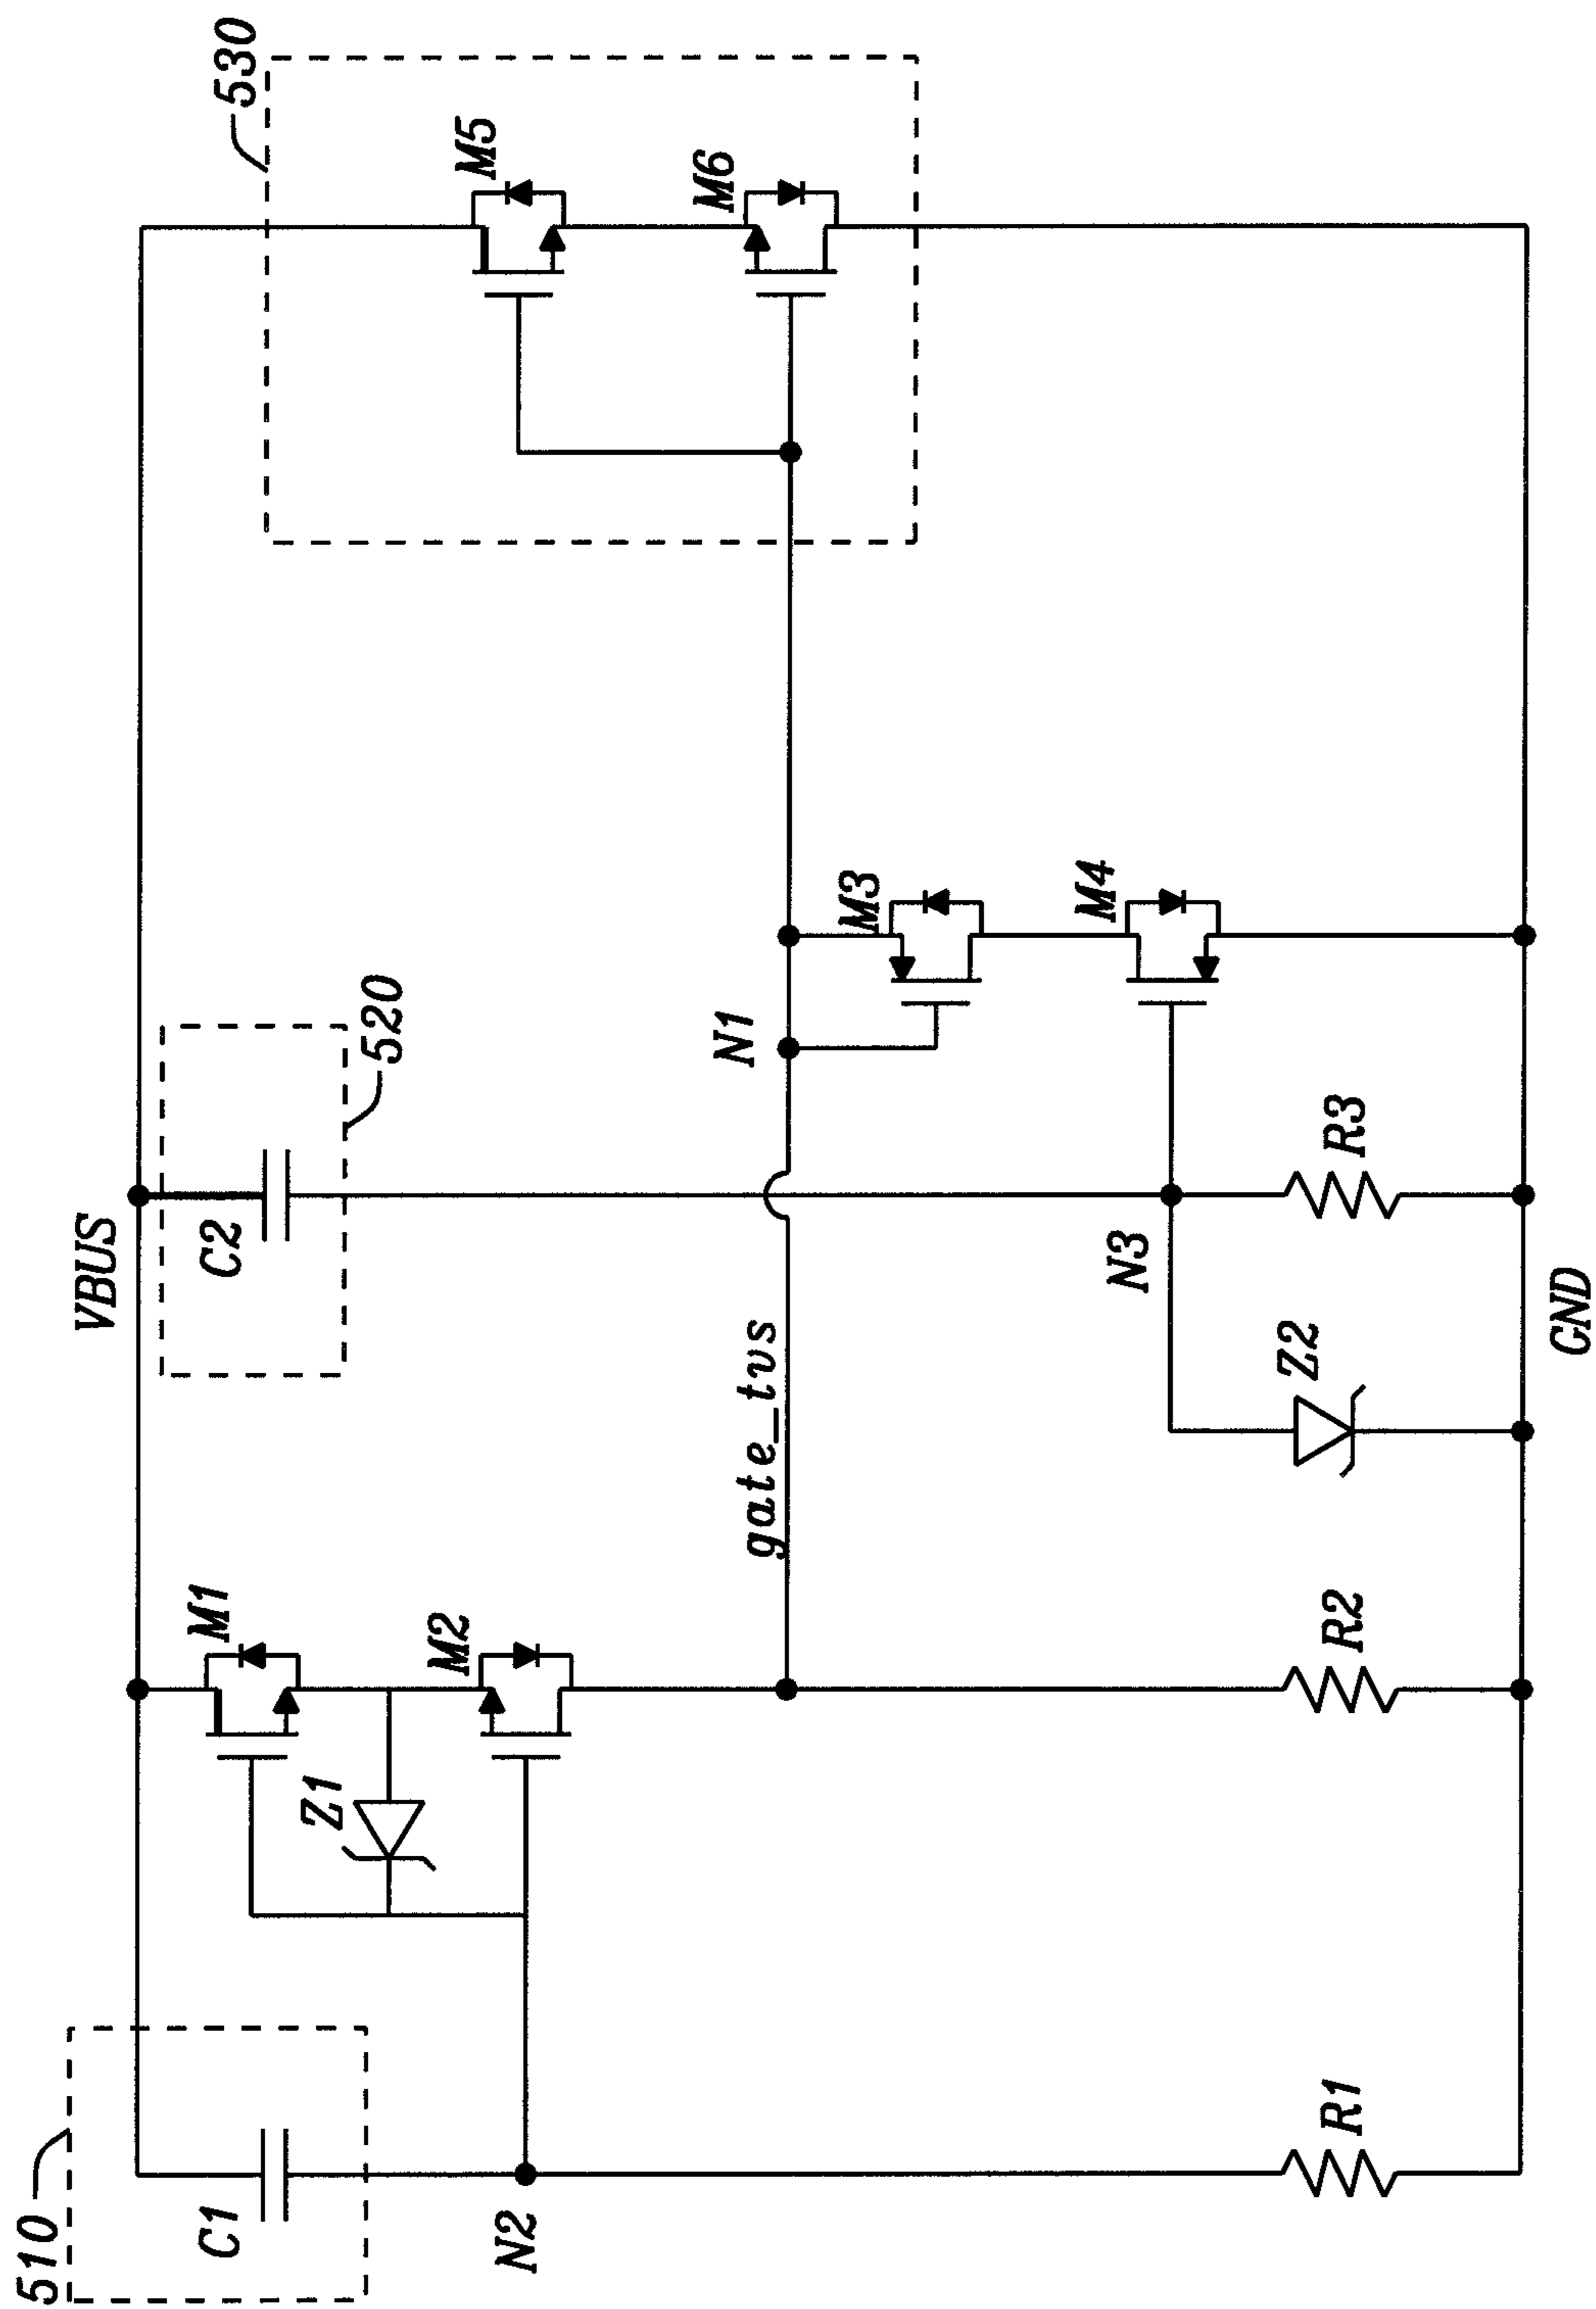 530
M5
M6
M3
M4
N1
520
VBUS
C2
R3
N3
Z2
GND
gate_tvs
M1
M2
R2
Z1
510
C1
N2
R1